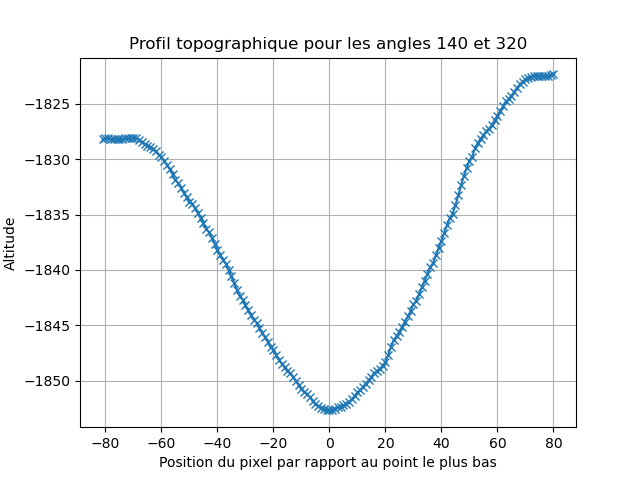 Profil topographique pour les angles 140 et 320
Altitude
−1825
−1830
−1835
−1840
−1845
−1850
−80 −60 −40 −20 0 20 40 60 80
Position du pixel par rapport au point le plus bas